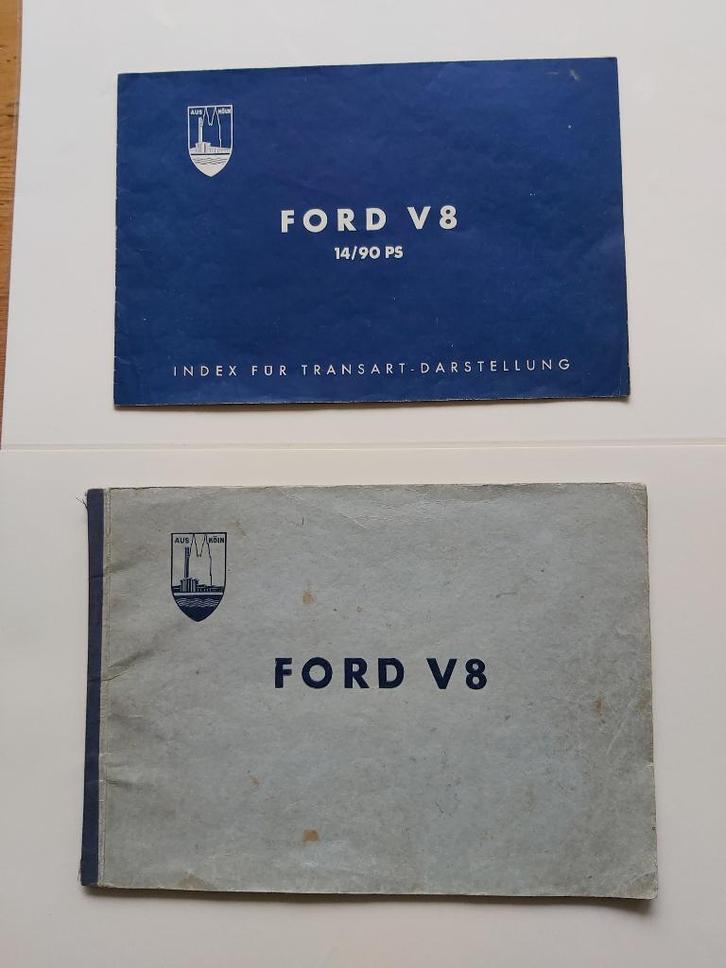 AUS KÖLN
FORD V8
14/90 PS
INDEX FÜR TRANSART-DARSTELLUNG
AUS KÖLN
FORD V8